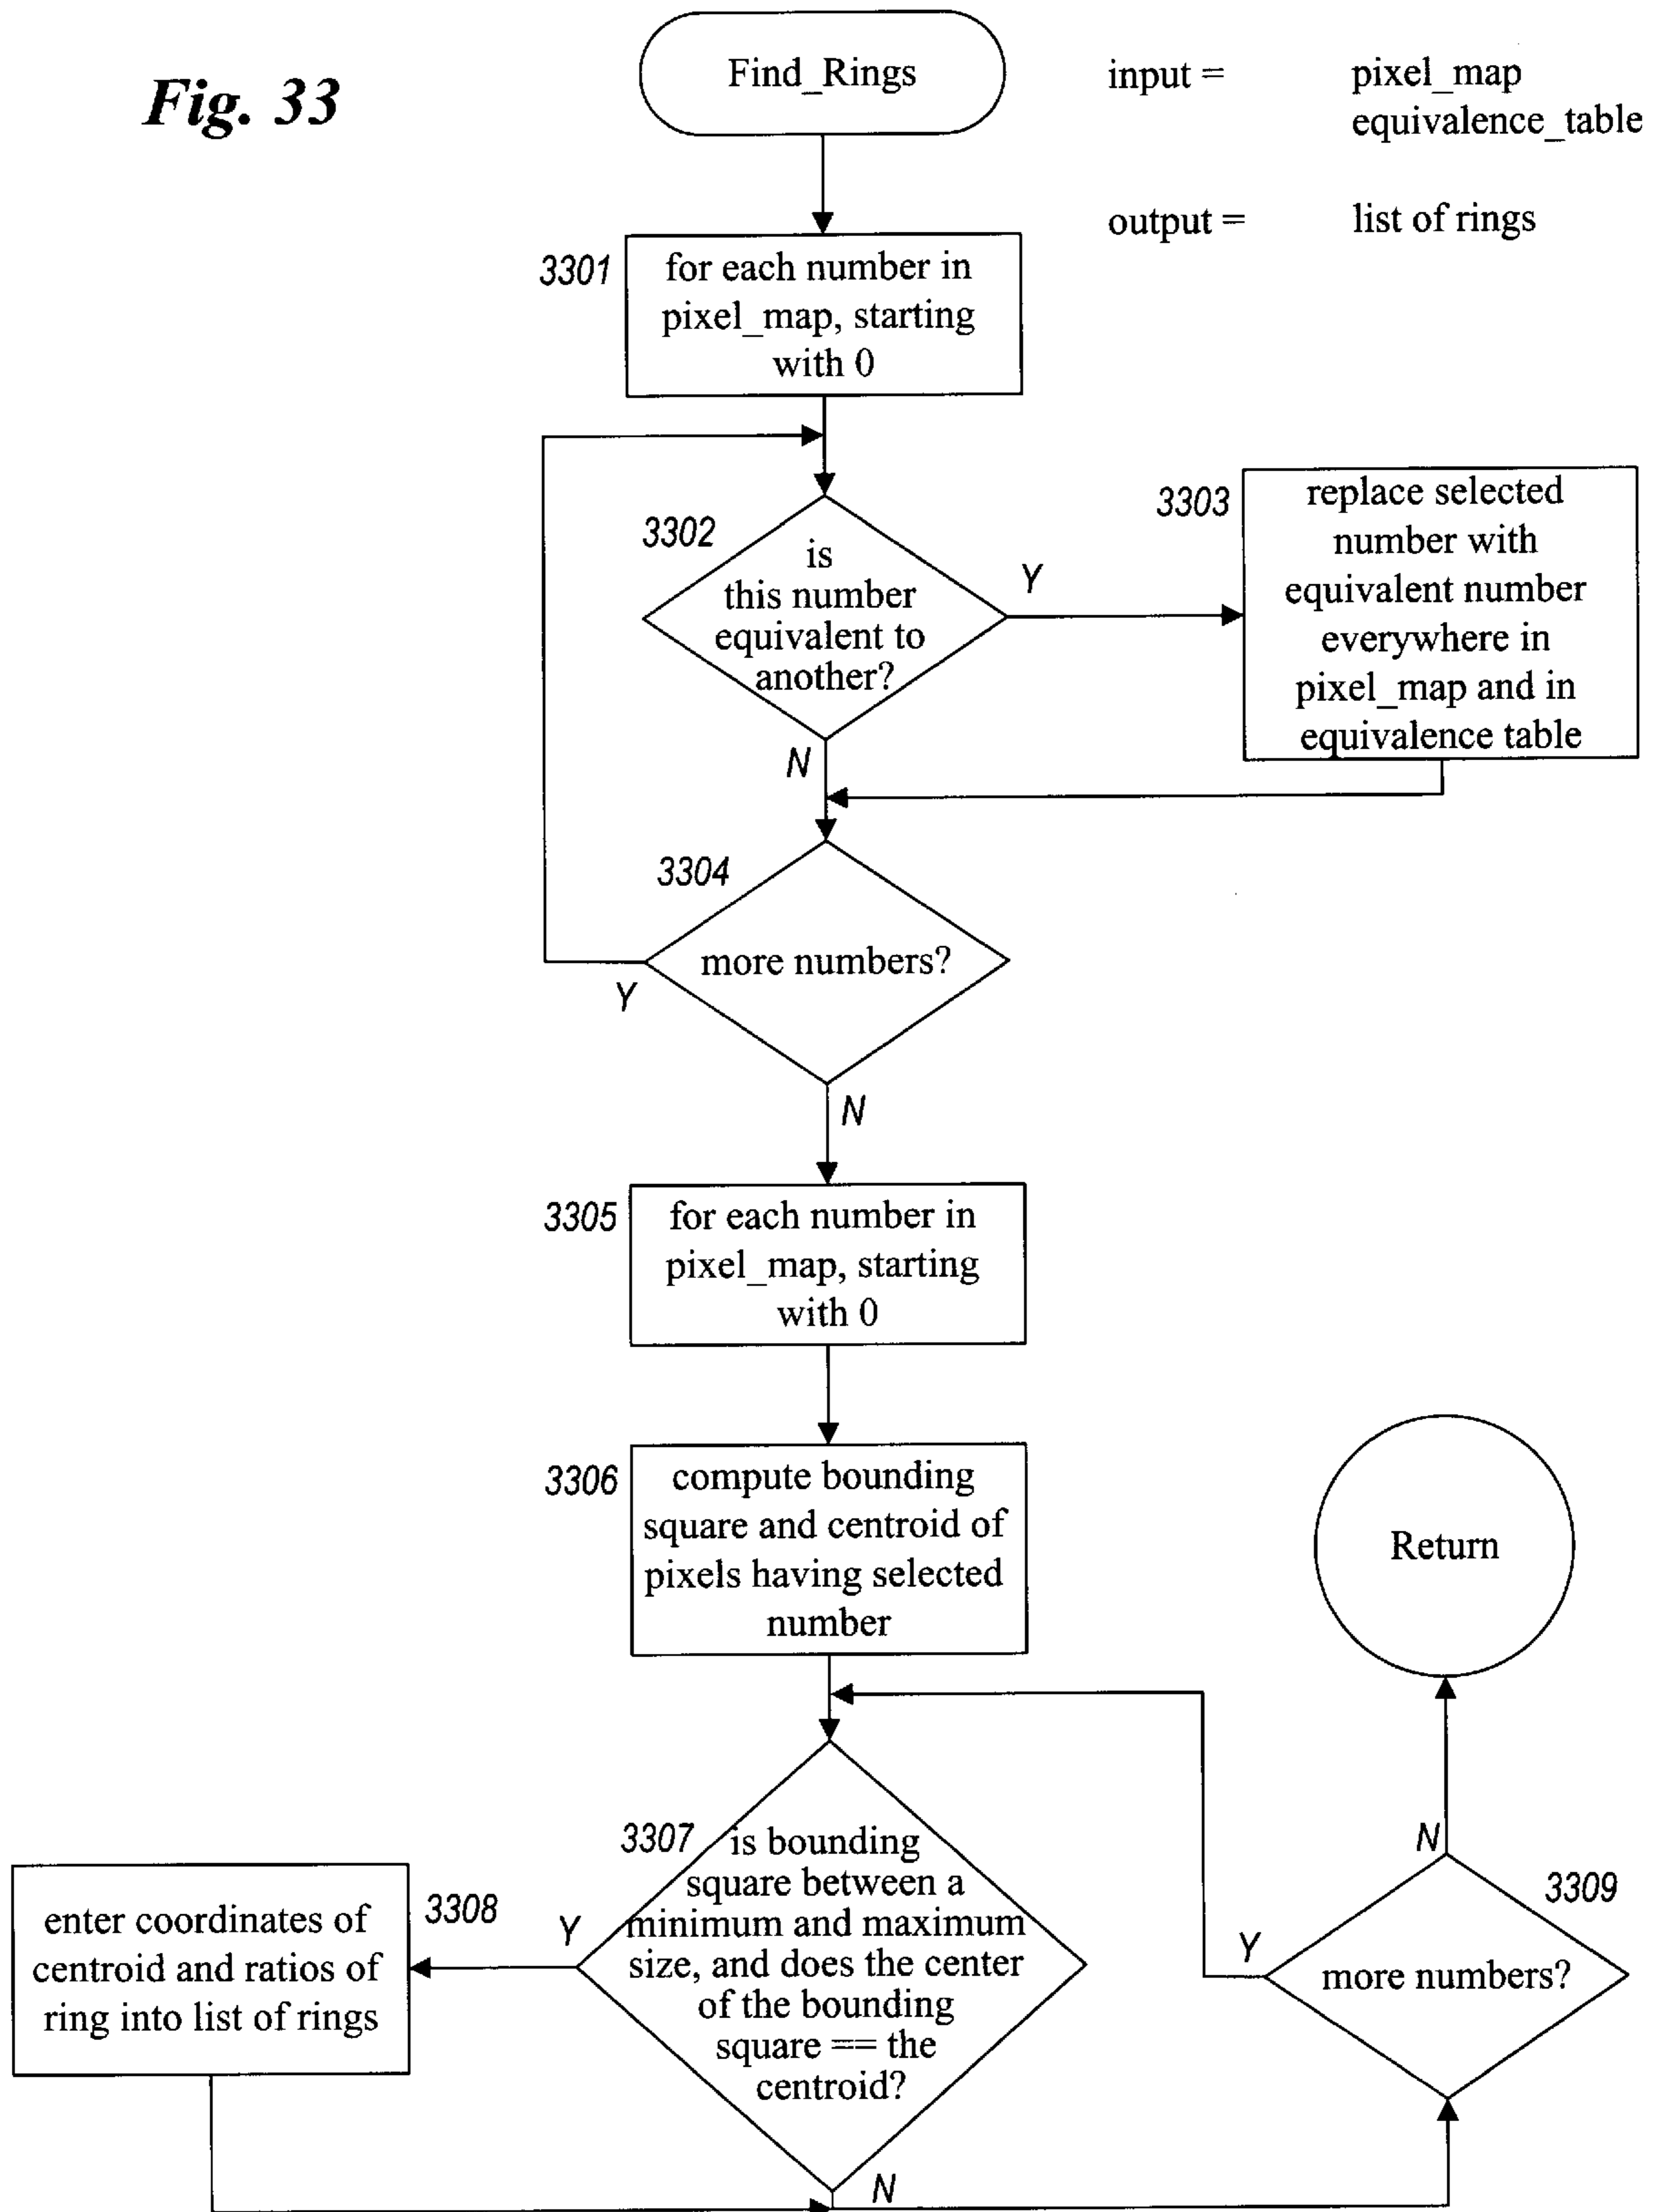 Fig. 33
Find_Rings
input = pixel_map
equivalence_table
output = list of rings
3301
for each number in
pixel_map, starting
with 0
3302
is
this number
equivalent to
another?
Y
N
3303
replace selected
number with
equivalent number
everywhere in
pixel_map and in
equivalence table
3304
more numbers?
Y
N
3305
for each number in
pixel_map, starting
with 0
3306
compute bounding
square and centroid of
pixels having selected
number
Return
3307
is bounding
square between a
minimum and maximum
size, and does the center
of the bounding
square == the
centroid?
Y
N
3308
enter coordinates of
centroid and ratios of
ring into list of rings
3309
more numbers?
Y
N